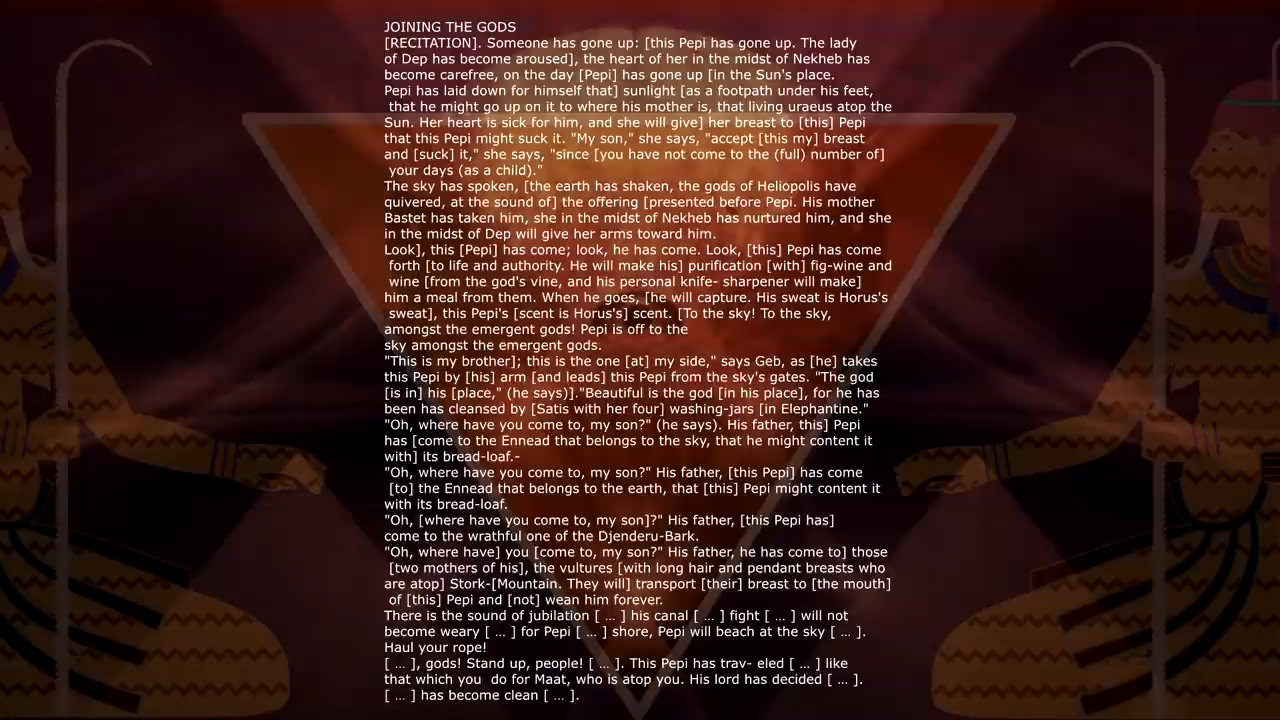 JOINING THE GODS
[RECITATION]. Someone has gone up: [this Pepi has gone up. The lady
of Dep has become aroused], the heart of her in the midst of Nekheb has
become carefree, on the day [Pepi] has gone up [in the Sun's place.
Pepi has laid down for himself that] sunlight [as a footpath under his feet,
that he might go up on it to where his mother is, that living uraeus atop the
Sun. Her heart is sick for him, and she will give] her breast to [this] Pepi
that this Pepi might suck it. "My son," she says, "accept [this my] breast
and [suck] it," she says, "since [you have not come to the (full) number of]
your days (as a child)."
The sky has spoken, [the earth has shaken, the gods of Heliopolis have
quivered, at the sound of] the offering [presented before Pepi. His mother
Bastet has taken him, she in the midst of Nekheb has nurtured him, and she
in the midst of Dep will give her arms toward him.
Look], this [Pepi] has come; look, he has come. Look, [this] Pepi has come
forth [to life and authority. He will make his] purification [with] fig-wine and
wine [from the god's vine, and his personal knife- sharpener will make]
him a meal from them. When he goes, [he will capture. His sweat is Horus's
sweat], this Pepi's [scent is Horus's] scent. [To the sky! To the sky,
amongst the emergent gods! Pepi is off to the
sky amongst the emergent gods.
"This is my brother]; this is the one [at] my side," says Geb, as [he] takes
this Pepi by [his] arm [and leads] this Pepi from the sky's gates. "The god
[is in] his [place," (he says)]."Beautiful is the god [in his place], for he has
been has cleansed by [Satis with her four] washing-jars [in Elephantine."
"Oh, where have you come to, my son?" (he says). His father, this] Pepi
has [come to the Ennead that belongs to the sky, that he might content it
with] its bread-loaf.-
"Oh, where have you come to, my son?" His father, [this Pepi] has come
[to] the Ennead that belongs to the earth, that [this] Pepi might content it
with its bread-loaf.
"Oh, [where have you come to, my son]?" His father, [this Pepi has]
come to the wrathful one of the Djenderu-Bark.
"Oh, where have] you [come to, my son?" His father, he has come to] those
[two mothers of his], the vultures [with long hair and pendant breasts who
are atop] Stork-[Mountain. They will] transport [their] breast to [the mouth]
of [this] Pepi and [not] wean him forever.
There is the sound of jubilation [ … ] his canal [ … ] fight [ … ] will not
become weary [ … ] for Pepi [ … ] shore, Pepi will beach at the sky [ … ].
Haul your rope!
[ … ], gods! Stand up, people! [ … ]. This Pepi has trav- eled [ … ] like
that which you  do for Maat, who is atop you. His lord has decided [ … ].
[ … ] has become clean [ … ].